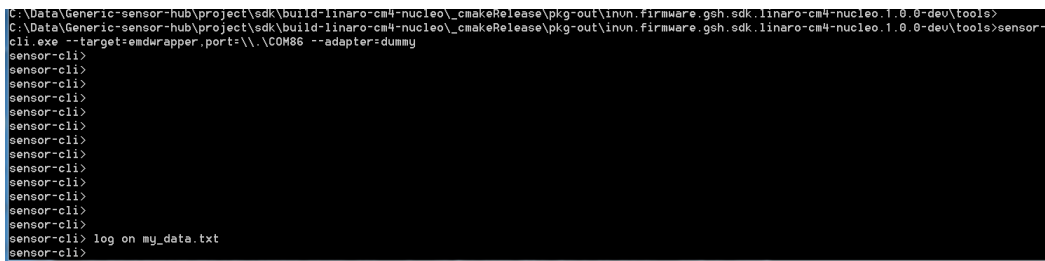 C:\Data\Generic-sensor-hub\project\sdk\build-linaro-cm4-nucleo\_cmakeRelease\pkg-out\invn.firmware.gsh.sdk.linaro-cm4-nucleo.1.0.0-dev\tools>
C:\Data\Generic-sensor-hub\project\sdk\build-linaro-cm4-nucleo\_cmakeRelease\pkg-out\invn.firmware.gsh.sdk.linaro-cm4-nucleo.1.0.0-dev\tools>sensor-
cli.exe --target=emdwrapper,port=\\.\COM86 --adapter=dummy
sensor-cli>
sensor-cli>
sensor-cli>
sensor-cli>
sensor-cli>
sensor-cli>
sensor-cli>
sensor-cli>
sensor-cli>
sensor-cli>
sensor-cli>
sensor-cli>
sensor-cli>
sensor-cli> log on my_data.txt
sensor-cli>